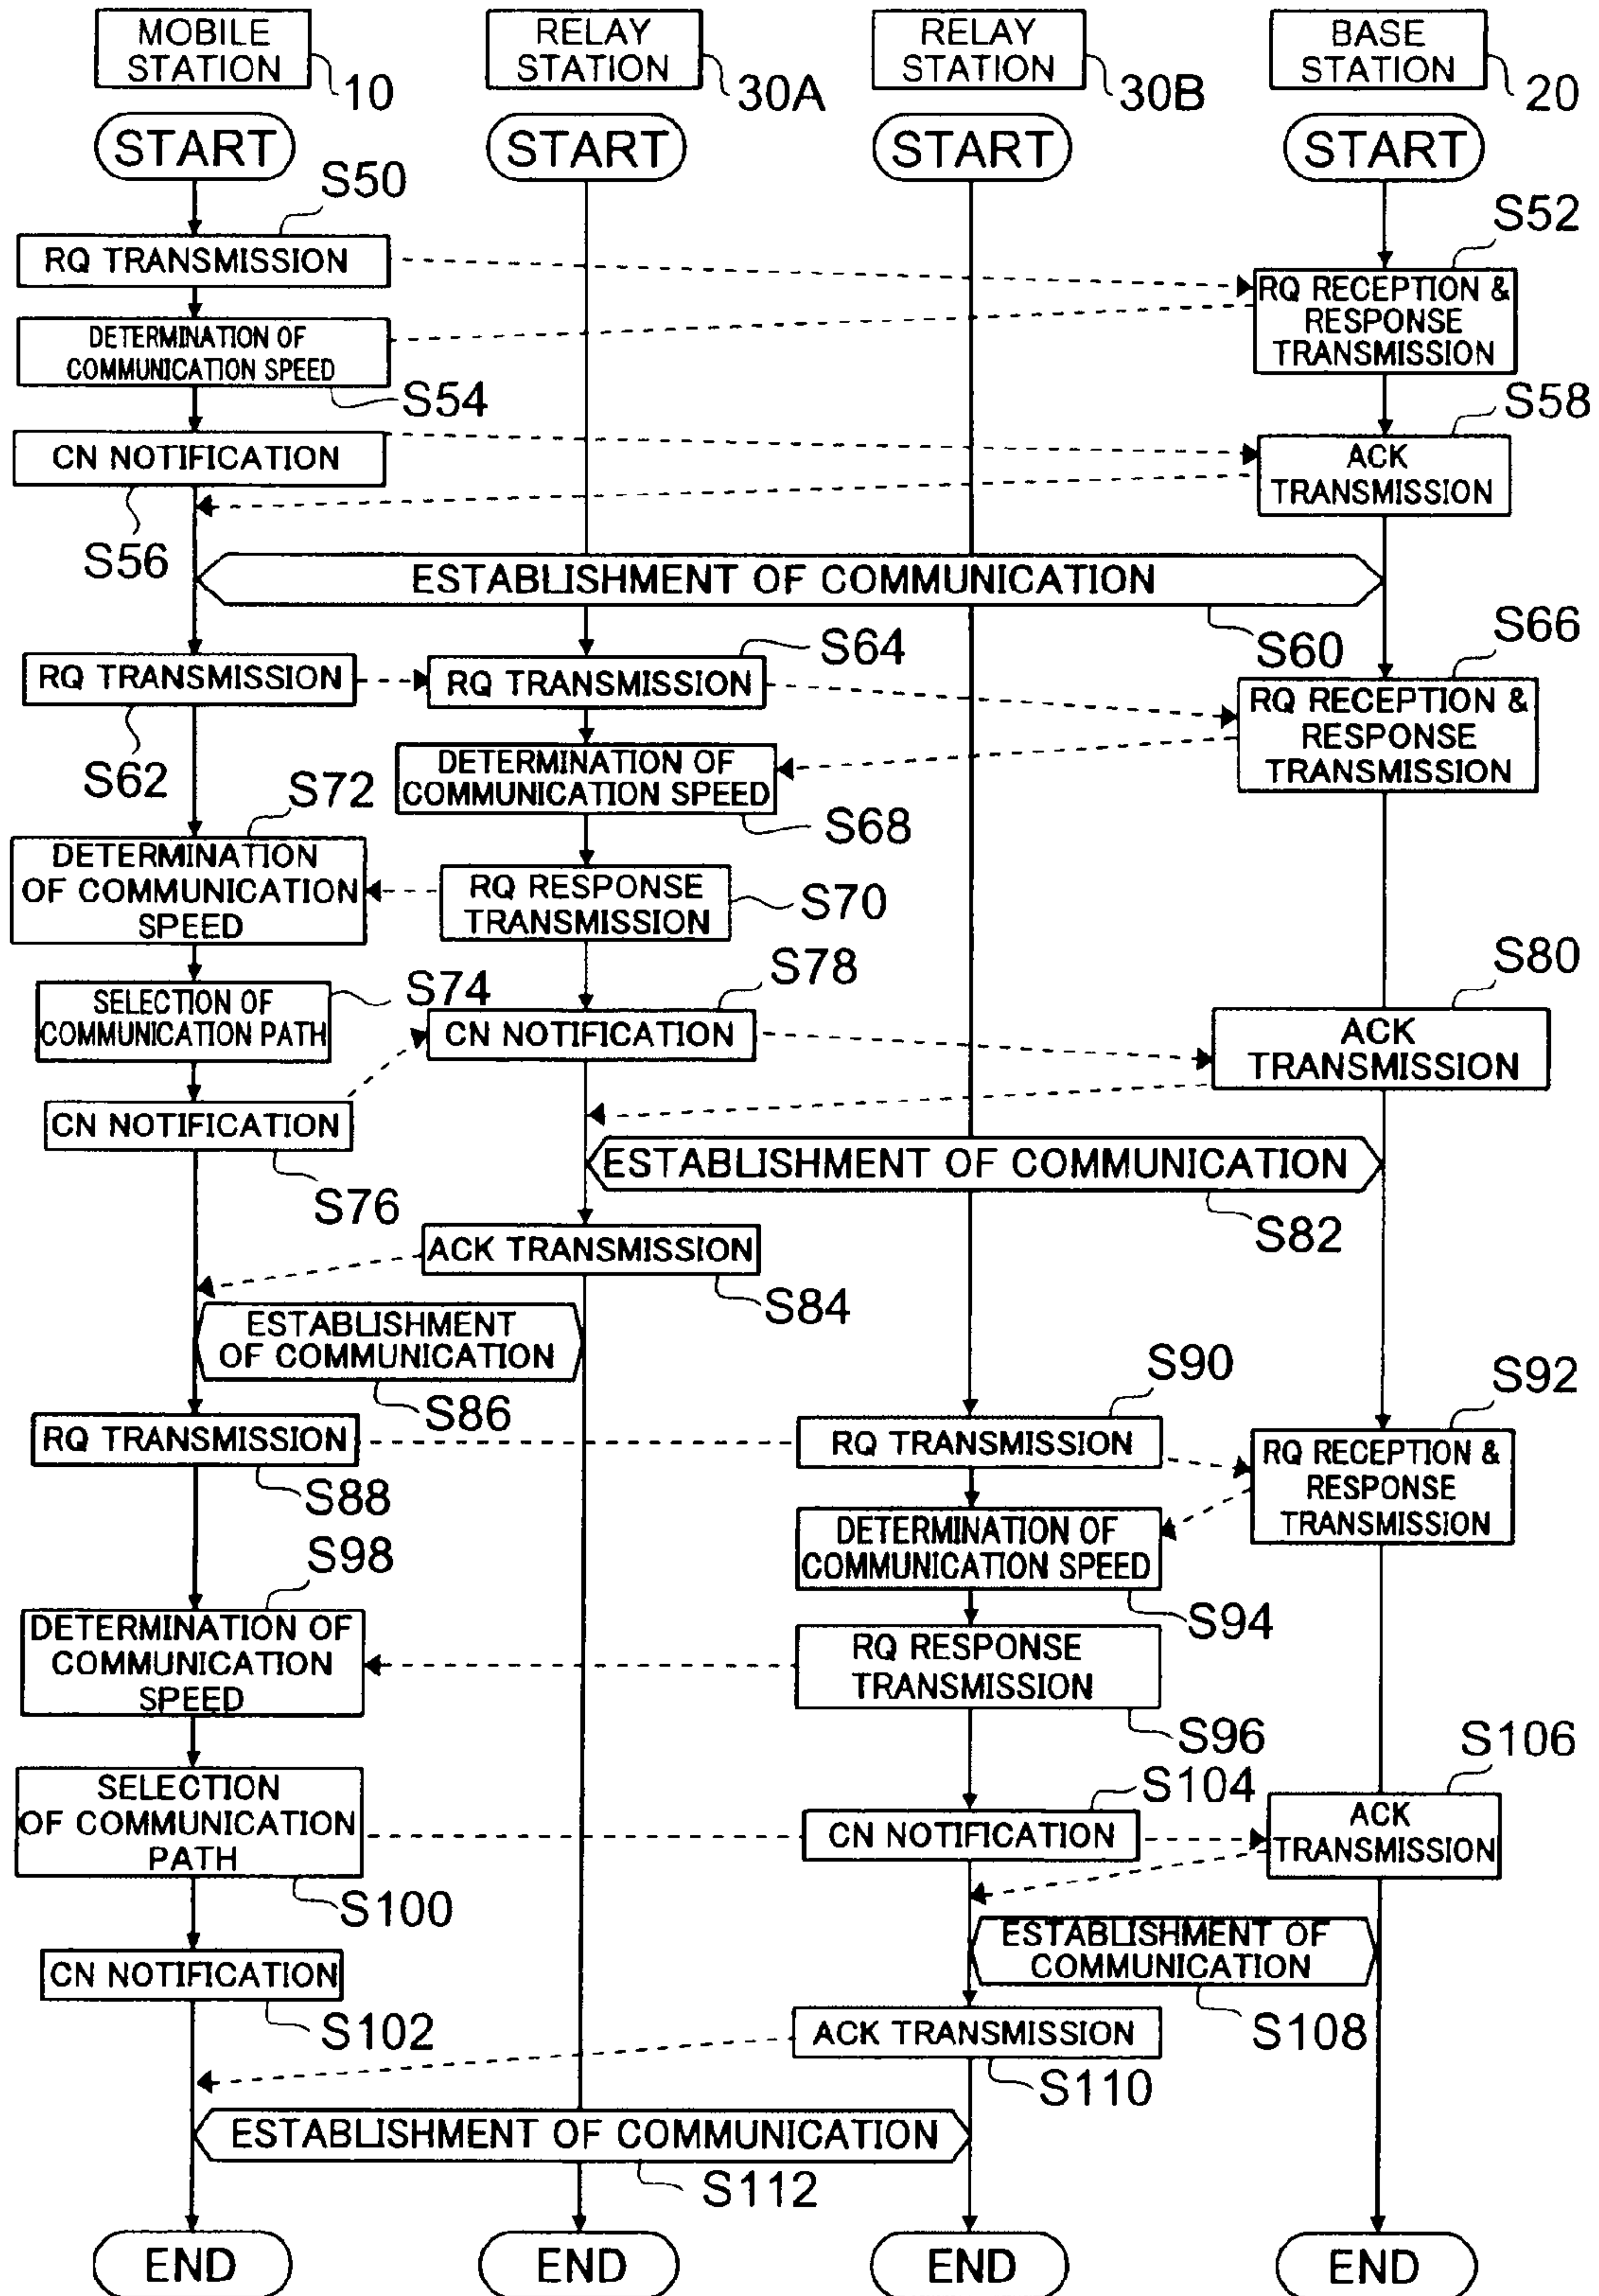 MOBILE
STATION
10
RELAY
STATION
30A
RELAY
STATION
30B
BASE
STATION
20
START
START
START
START
S50
RQ TRANSMISSION
S52
RQ RECEPTION &
RESPONSE
TRANSMISSION
DETERMINATION OF
COMMUNICATION SPEED
S54
S58
CN NOTIFICATION
ACK
TRANSMISSION
S56
ESTABLISHMENT OF COMMUNICATION
S60
S64
S66
RQ TRANSMISSION
RQ TRANSMISSION
RQ RECEPTION &
RESPONSE
TRANSMISSION
S62
DETERMINATION OF
COMMUNICATION SPEED
S72
S68
DETERMINATION
OF COMMUNICATION
SPEED
RQ RESPONSE
TRANSMISSION
S70
S78
S80
SELECTION OF
COMMUNICATION PATH
S74
CN NOTIFICATION
ACK
TRANSMISSION
CN NOTIFICATION
S76
ESTABLISHMENT OF COMMUNICATION
S82
ACK TRANSMISSION
S84
ESTABLISHMENT
OF COMMUNICATION
S86
S90
S92
RQ TRANSMISSION
RQ TRANSMISSION
RQ RECEPTION &
RESPONSE
TRANSMISSION
S88
DETERMINATION OF
COMMUNICATION SPEED
S98
S94
DETERMINATION OF
COMMUNICATION
SPEED
RQ RESPONSE
TRANSMISSION
S96
S106
S104
SELECTION
OF COMMUNICATION
PATH
CN NOTIFICATION
ACK
TRANSMISSION
S100
ESTABLISHMENT OF
COMMUNICATION
CN NOTIFICATION
S102
S108
ACK TRANSMISSION
S110
ESTABLISHMENT OF COMMUNICATION
S112
END
END
END
END